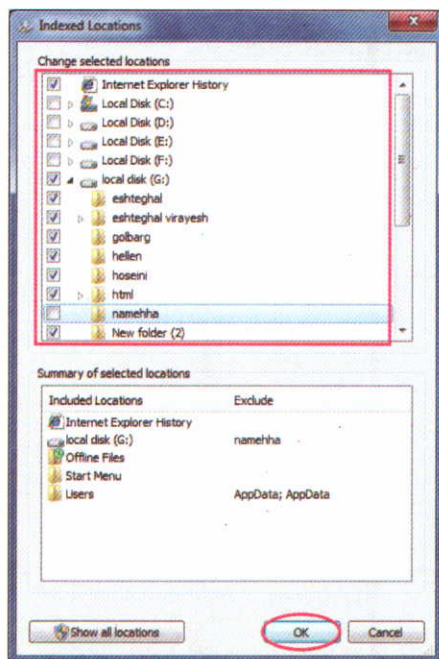 Indexed Locations
Change selected locations
Internet Explorer History
Local Disk (C:)
Local Disk (D:)
Local Disk (E:)
Local Disk (F:)
local disk (G:)
eshteghal
eshteghal virayesh
golbarg
hellen
hoseini
html
namehha
New folder (2)
Summary of selected locations
Included Locations Exclude
Internet Explorer History
local disk (G:) namehha
Offline Files
Start Menu
Users AppData; AppData
Show all locations OK Cancel